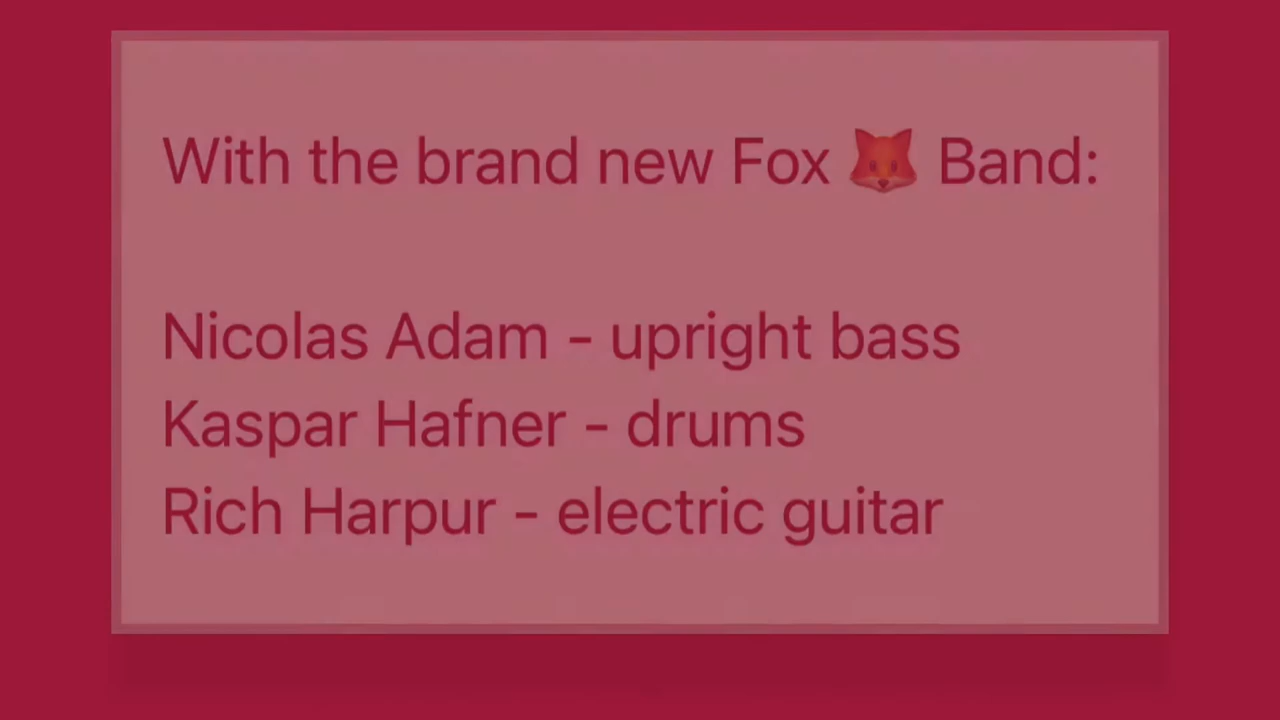 With the brand new Fox 🦊 Band:
Nicolas Adam - upright bass
Kaspar Hafner - drums
Rich Harpur - electric guitar